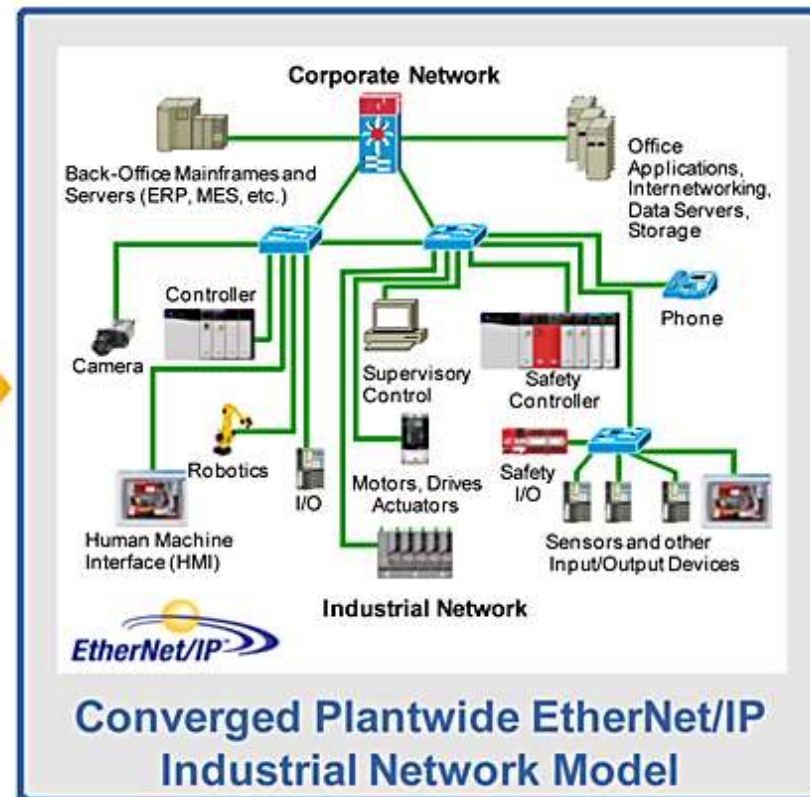 Corporate Network
Back-Office Mainframes and
Servers (ERP, MES, etc.)
Office
Applications,
Internetworking,
Data Servers,
Storage
Controller
Camera
Supervisory
Control
Safety
Controller
Phone
Robotics
I/O
Motors, Drives
Actuators
Safety
I/O
Human Machine
Interface (HMI)
Sensors and other
Input/Output Devices
Industrial Network
EtherNet/IP™
Converged Plantwide EtherNet/IP
Industrial Network Model